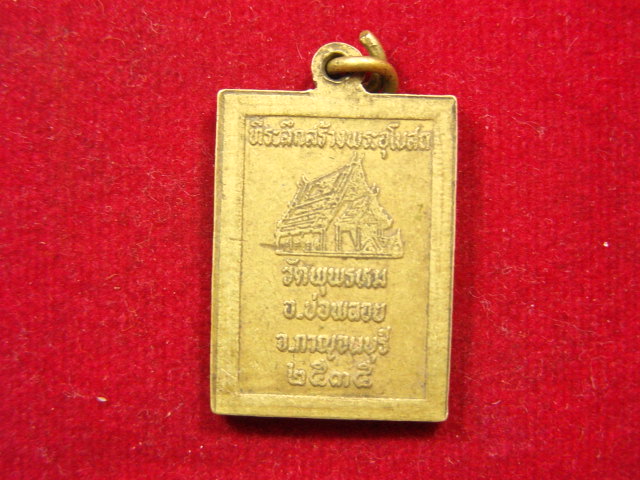 ที่ระลึกสร้างพระอุโบสถ
วัดพุพรหม
อ.บ่อพลอย
จ.กาญจนบุรี
๒๕๓๕